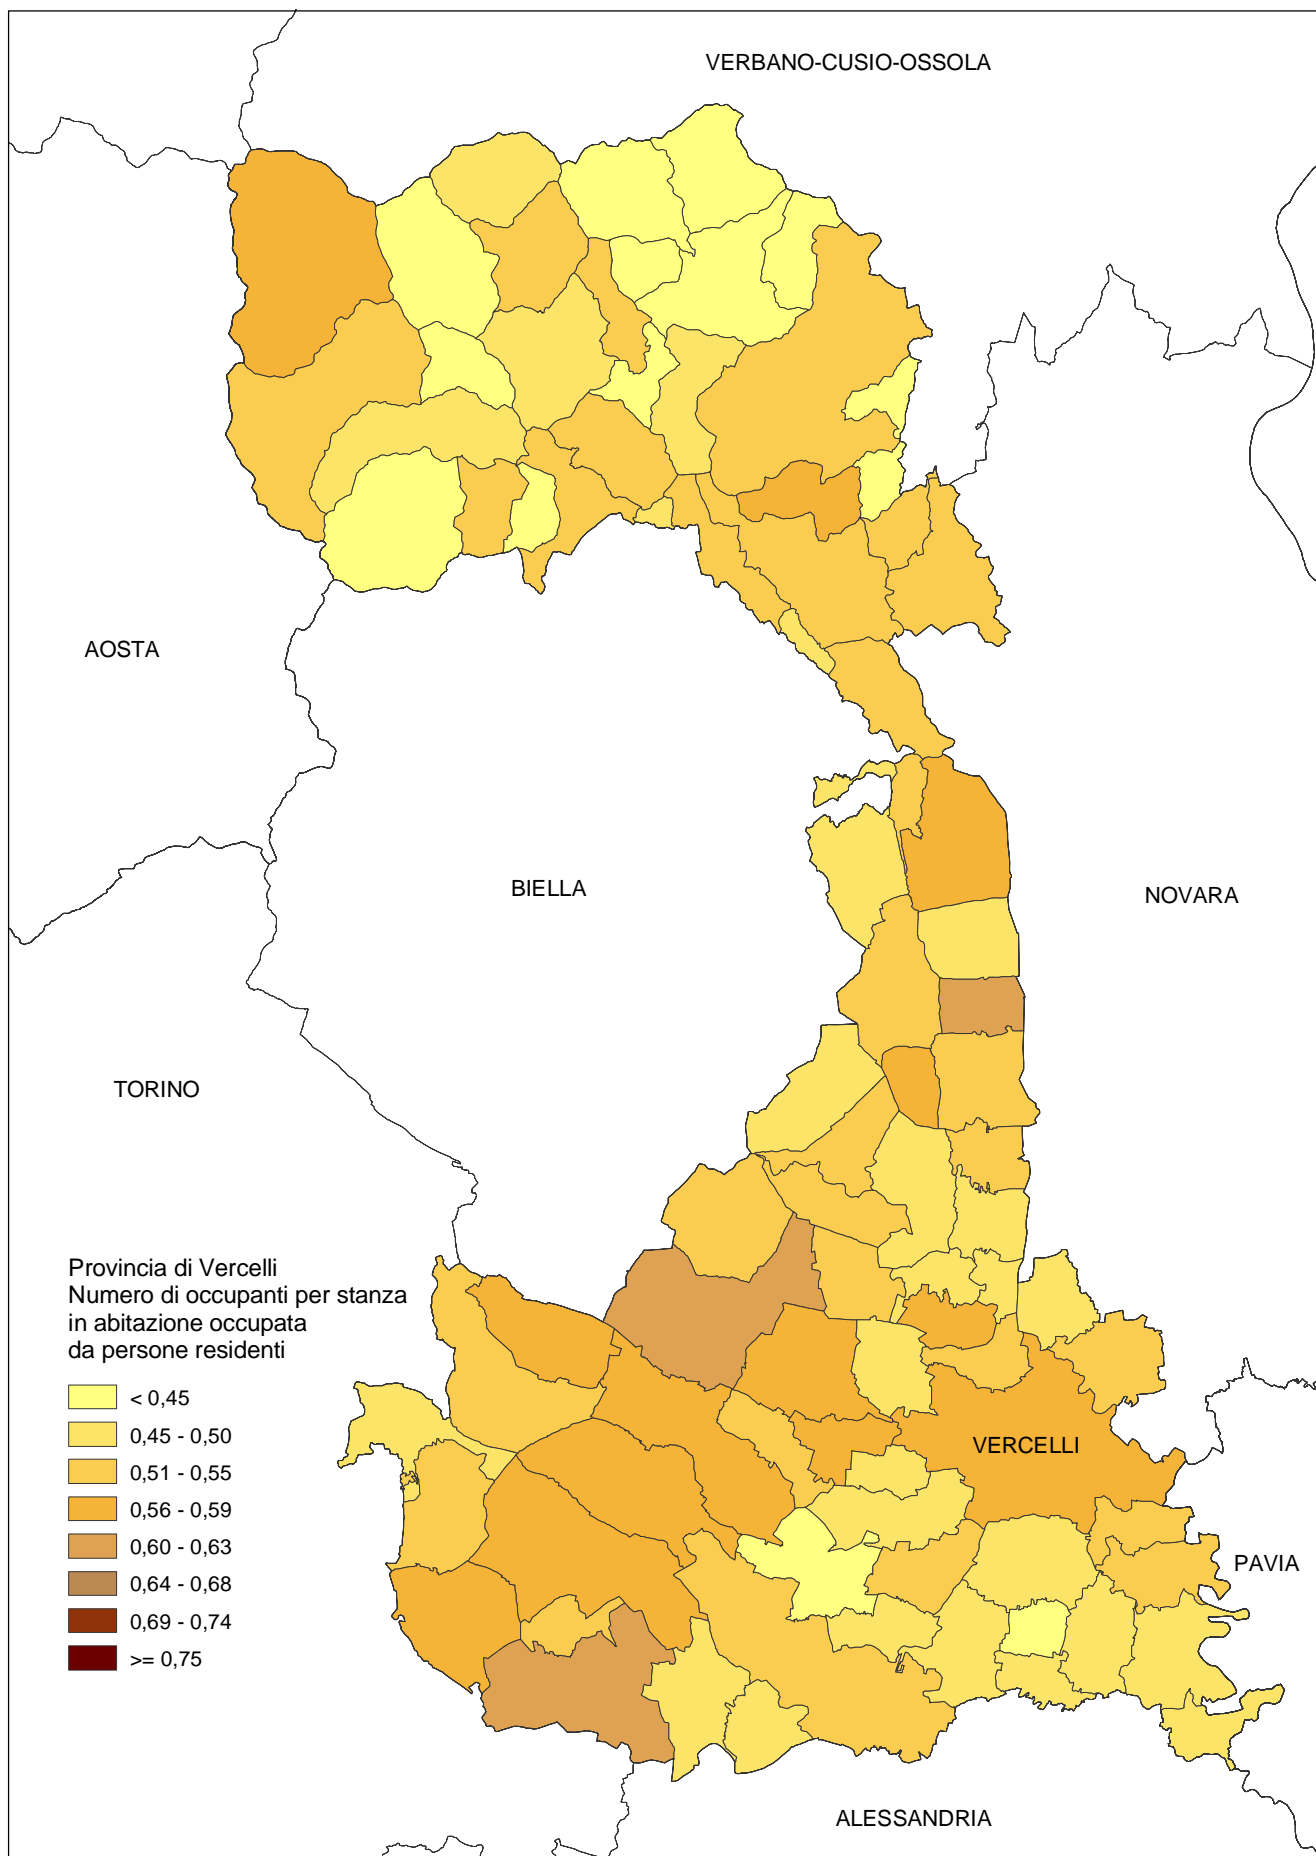 VERBANO-CUSIO-OSSOLA
AOSTA
BIELLA
NOVARA
TORINO
Provincia di Vercelli
Numero di occupanti per stanza
in abitazione occupata
da persone residenti
< 0,45
0,45 - 0,50
0,51 - 0,55
0,56 - 0,59
0,60 - 0,63
0,64 - 0,68
0,69 - 0,74
>= 0,75
VERCELLI
PAVIA
ALESSANDRIA